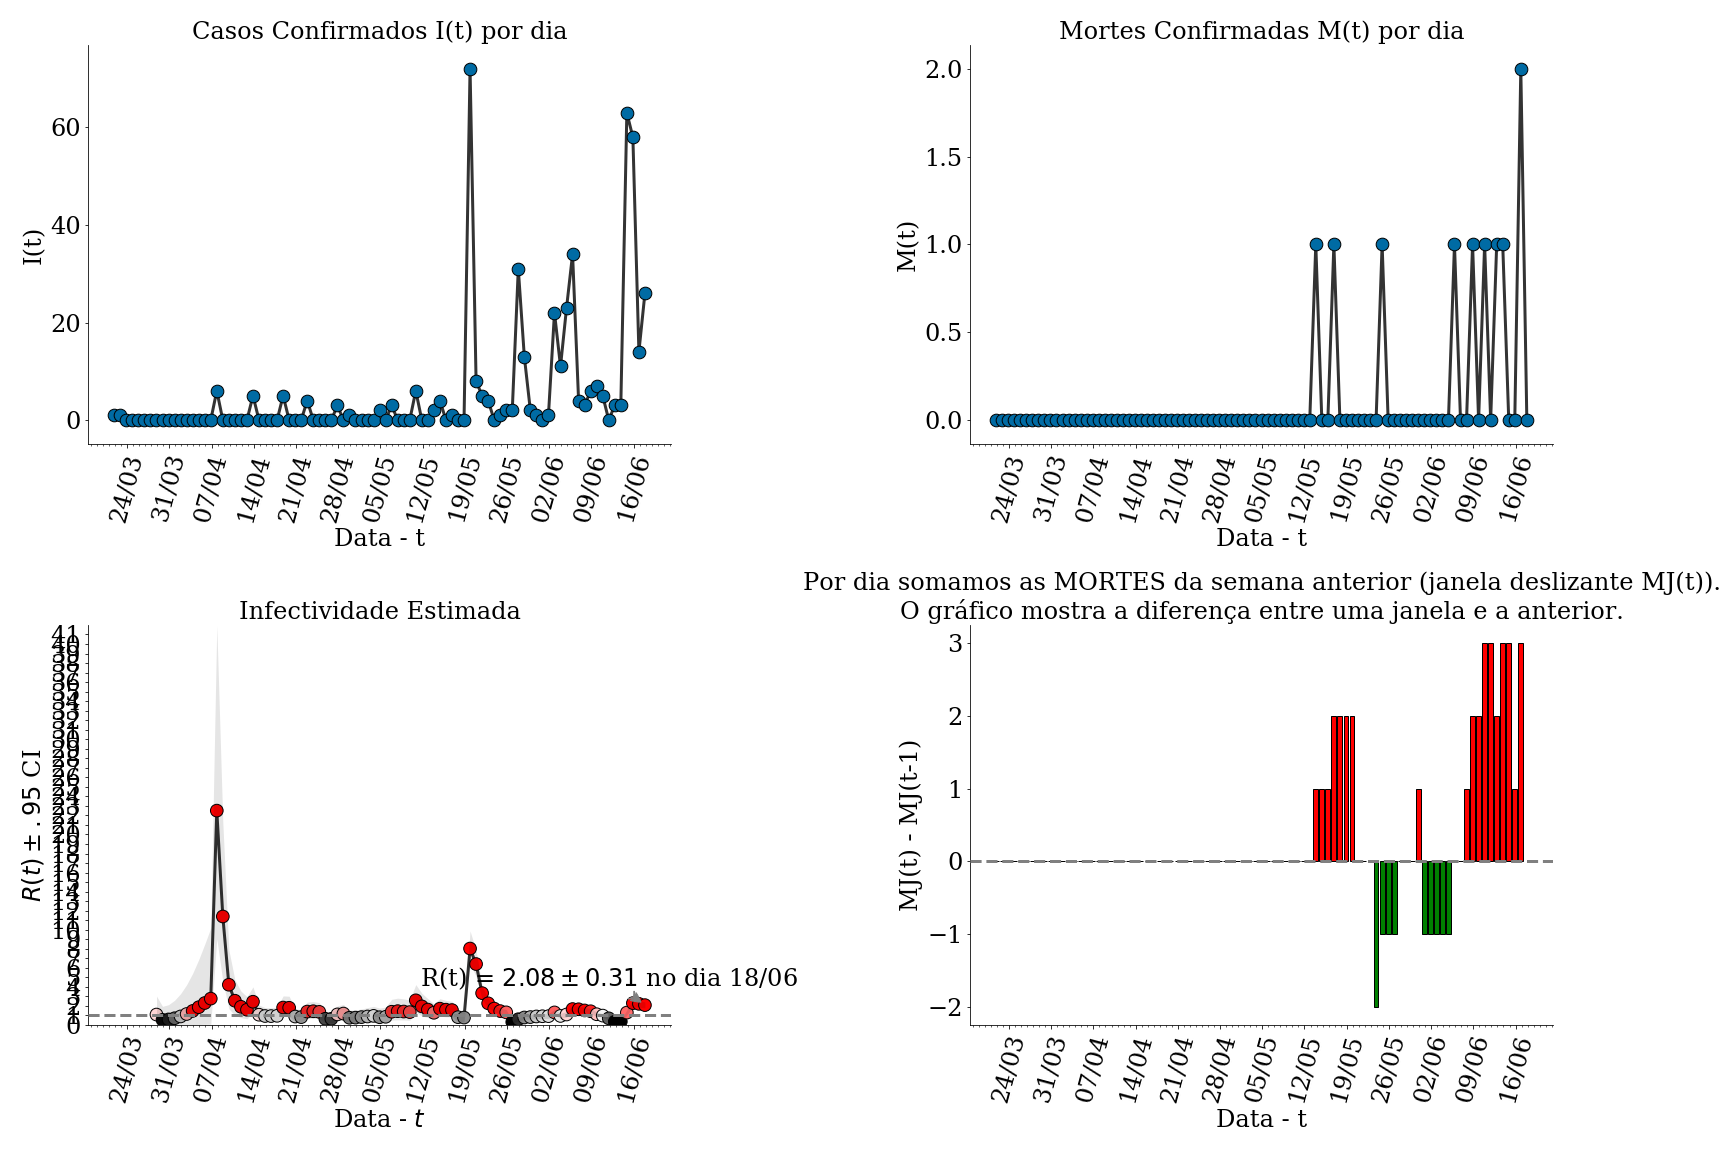 Casos Confirmados I(t) por dia
I(t)
60
40
20
0
24/03 31/03 07/04 14/04 21/04 28/04 05/05 12/05 19/05 26/05 02/06 09/06 16/06
Data - t
Mortes Confirmadas M(t) por dia
M(t)
2.0
1.5
1.0
0.5
0.0
24/03 31/03 07/04 14/04 21/04 28/04 05/05 12/05 19/05 26/05 02/06 09/06 16/06
Data - t
Infectividade Estimada
R(t) ± .95 CI
41
0
R(t) = 2.08 ± 0.31 no dia 18/06
24/03 31/03 07/04 14/04 21/04 28/04 05/05 12/05 19/05 26/05 02/06 09/06 16/06
Data - t
Por dia somamos as MORTES da semana anterior (janela deslizante MJ(t)).
O gráfico mostra a diferença entre uma janela e a anterior.
MJ(t) - MJ(t-1)
3
2
1
0
−1
−2
24/03 31/03 07/04 14/04 21/04 28/04 05/05 12/05 19/05 26/05 02/06 09/06 16/06
Data - t